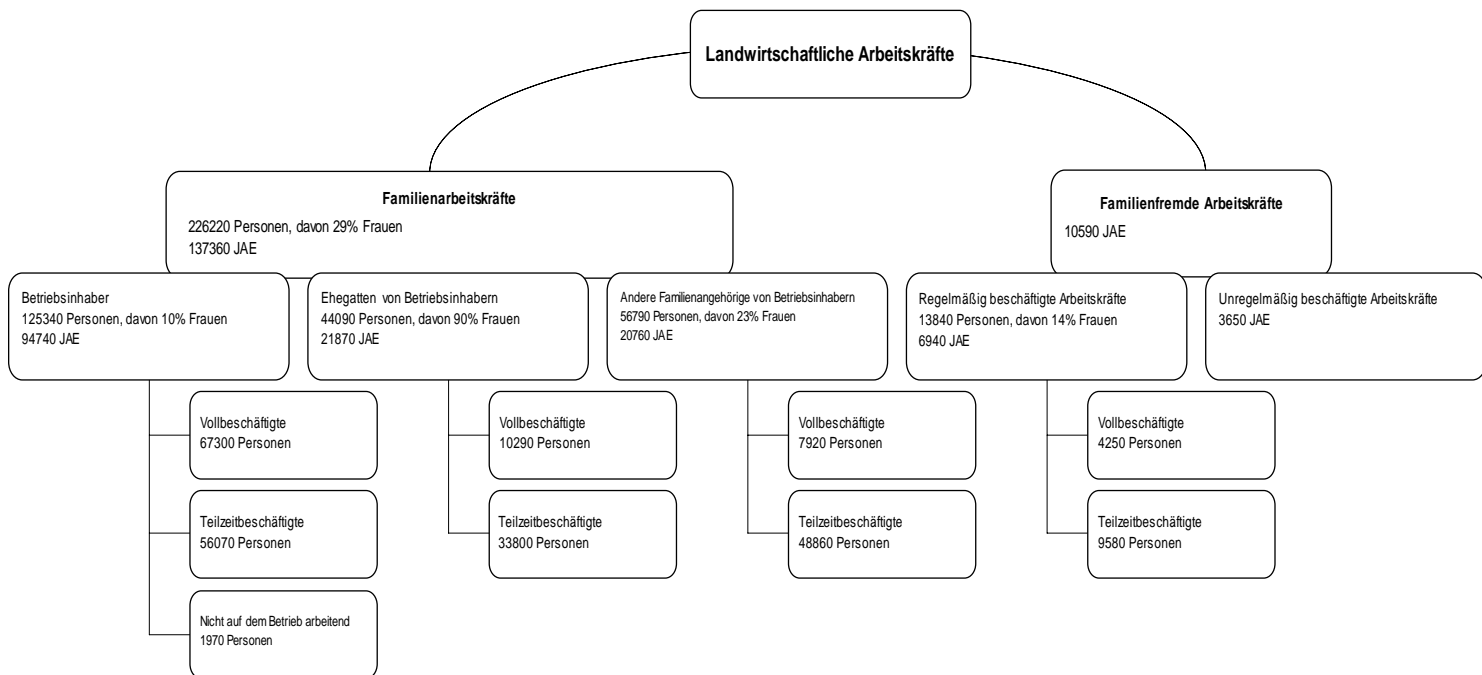 Landwirtschaftliche Arbeitskräfte
Familienarbeitskräfte
226220 Personen, davon 29% Frauen
137360 JAE
Familienfremde Arbeitskräfte
10590 JAE
Betriebsinhaber
125340 Personen, davon 10% Frauen
94740 JAE
Ehegatten von Betriebsinhabern
44090 Personen, davon 90% Frauen
21870 JAE
Andere Familienangehörige von Betriebsinhabern
56790 Personen, davon 23% Frauen
20760 JAE
Regelmäßig beschäftigte Arbeitskräfte
13840 Personen, davon 14% Frauen
6940 JAE
Unregelmäßig beschäftigte Arbeitskräfte
3650 JAE
Vollbeschäftigte
67300 Personen
Vollbeschäftigte
10290 Personen
Vollbeschäftigte
7920 Personen
Vollbeschäftigte
4250 Personen
Teilzeitbeschäftigte
56070 Personen
Teilzeitbeschäftigte
33800 Personen
Teilzeitbeschäftigte
48860 Personen
Teilzeitbeschäftigte
9580 Personen
Nicht auf dem Betrieb arbeitend
1970 Personen